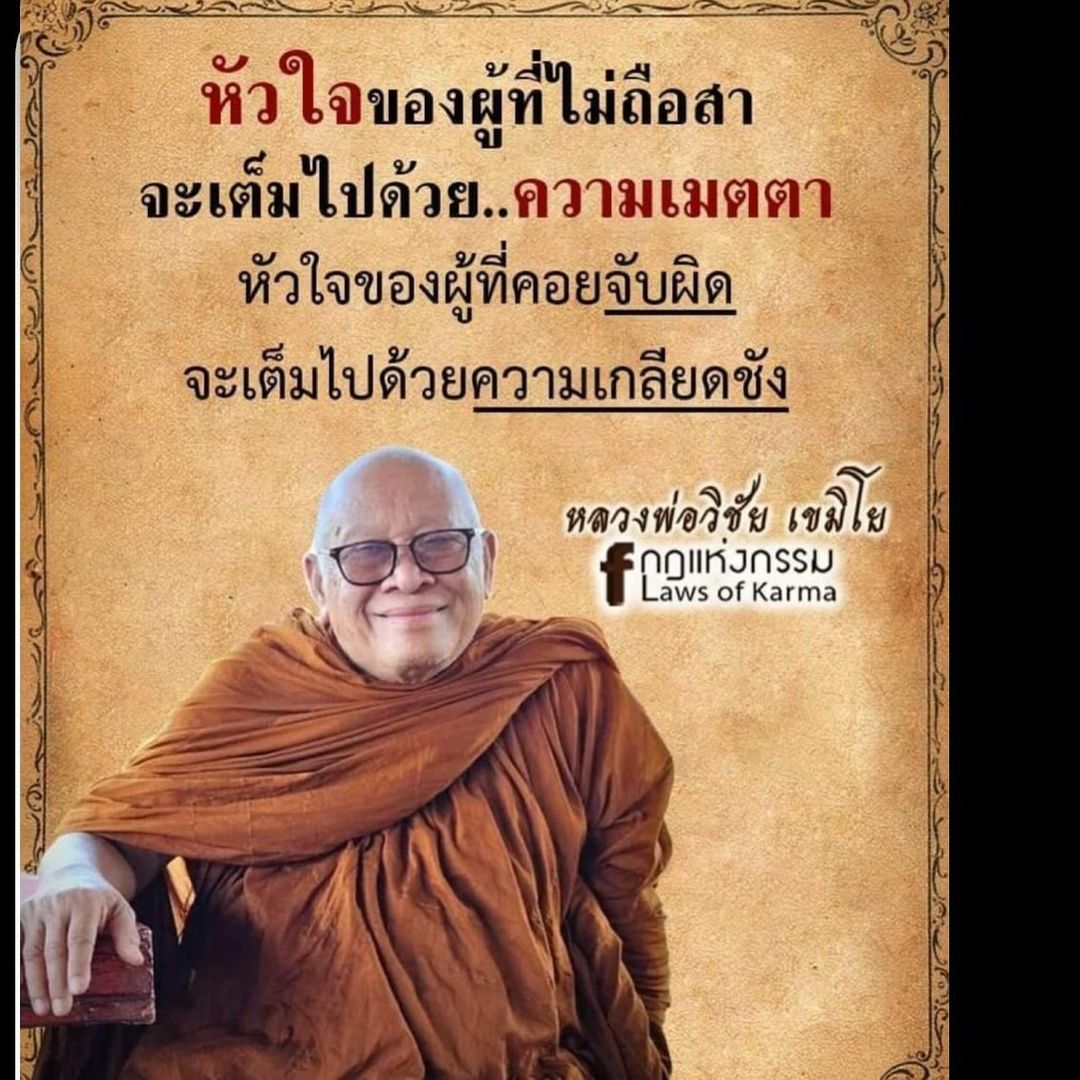 หัวใจของผู้ที่ไม่ถือสา
จะเต็มไปด้วย..ความเมตตา
หัวใจของผู้ที่คอยจับผิด
จะเต็มไปด้วยความเกลียดชัง
หลวงพ่อวิชัย เขมิโย
f กฎแห่งกรรม
Laws of Karma